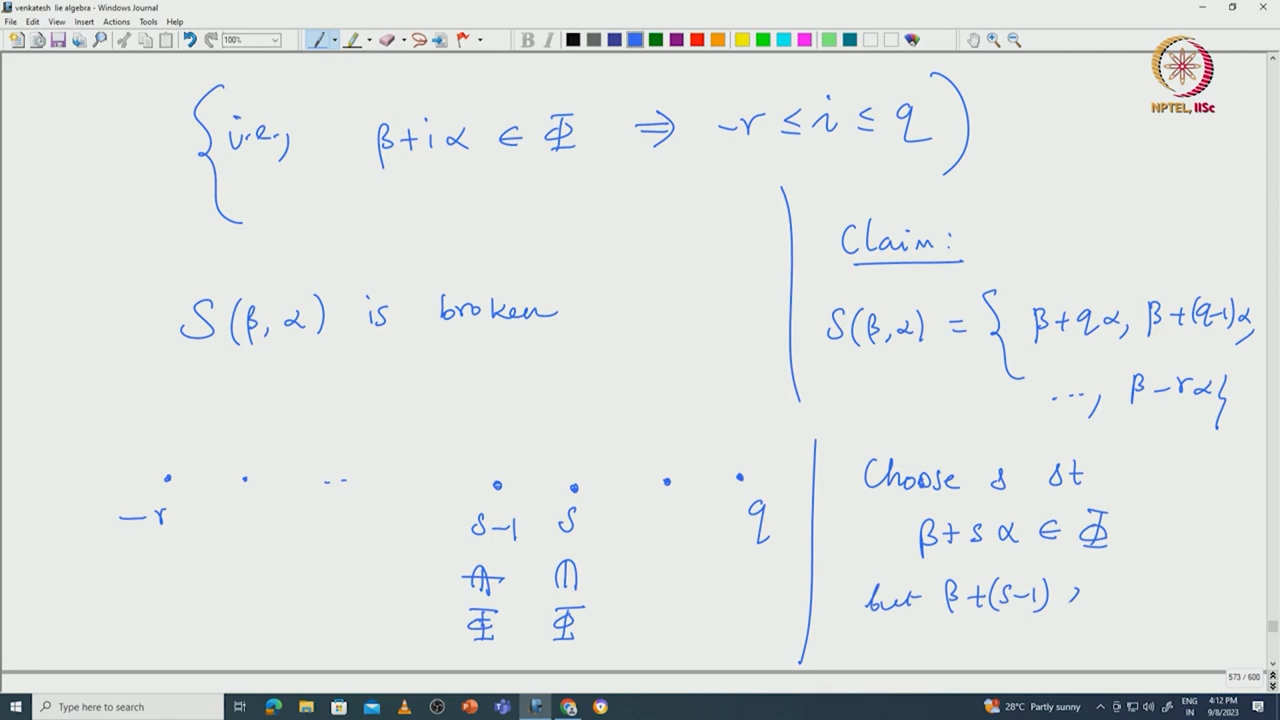 venkatesh lie algebra - Windows Journal
File Edit View Insert Actions Tools Help
100%
B I
NPTEL, IISc
{i.e., β+iα ∈ Φ ⇒ -r ≤ i ≤ q)
Claim:
S(β,α) is broken
S(β,α) = { β+qα, β+(q-1)α,
..., β-rα}
-r s-1 s q
∉ ∈
Φ Φ
Choose s st
β+sα ∈ Φ
but β+(s-1)
573 / 600
Type here to search
28°C Partly sunny
ENG
IN
4:12 PM
9/8/2023